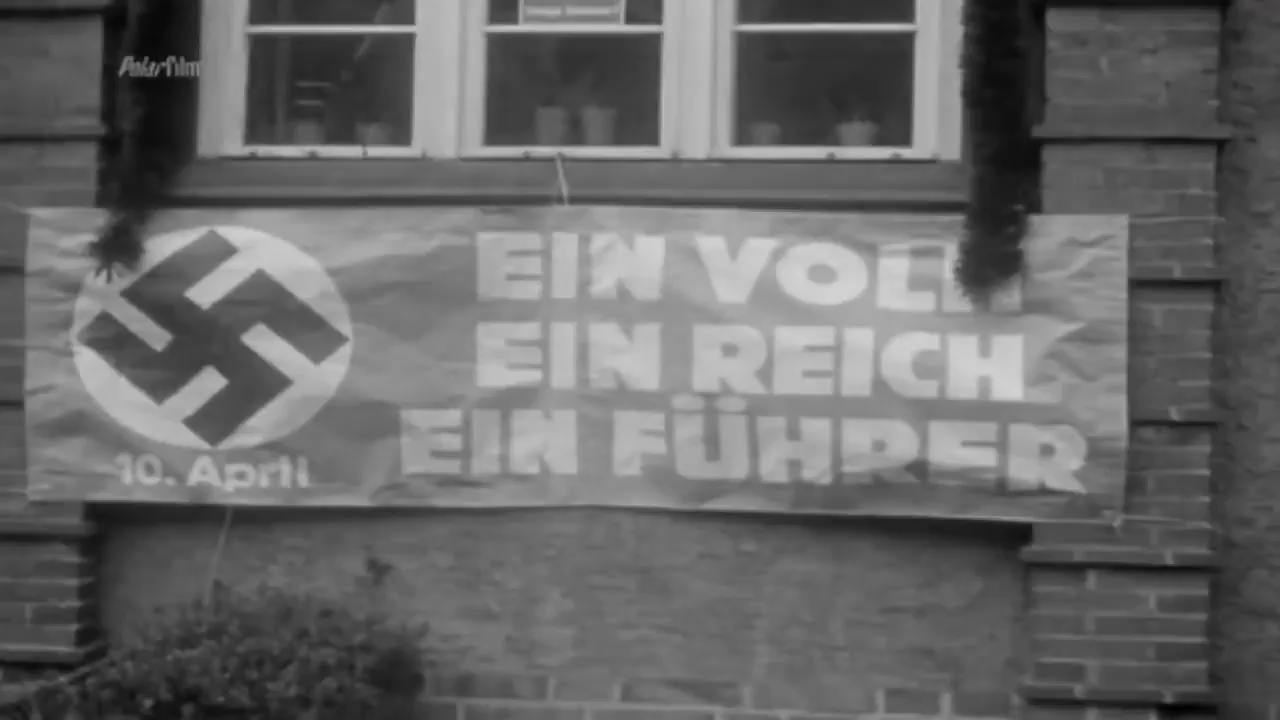 Polarfilm
EIN VOLK
EIN REICH
EIN FÜHRER
10. April